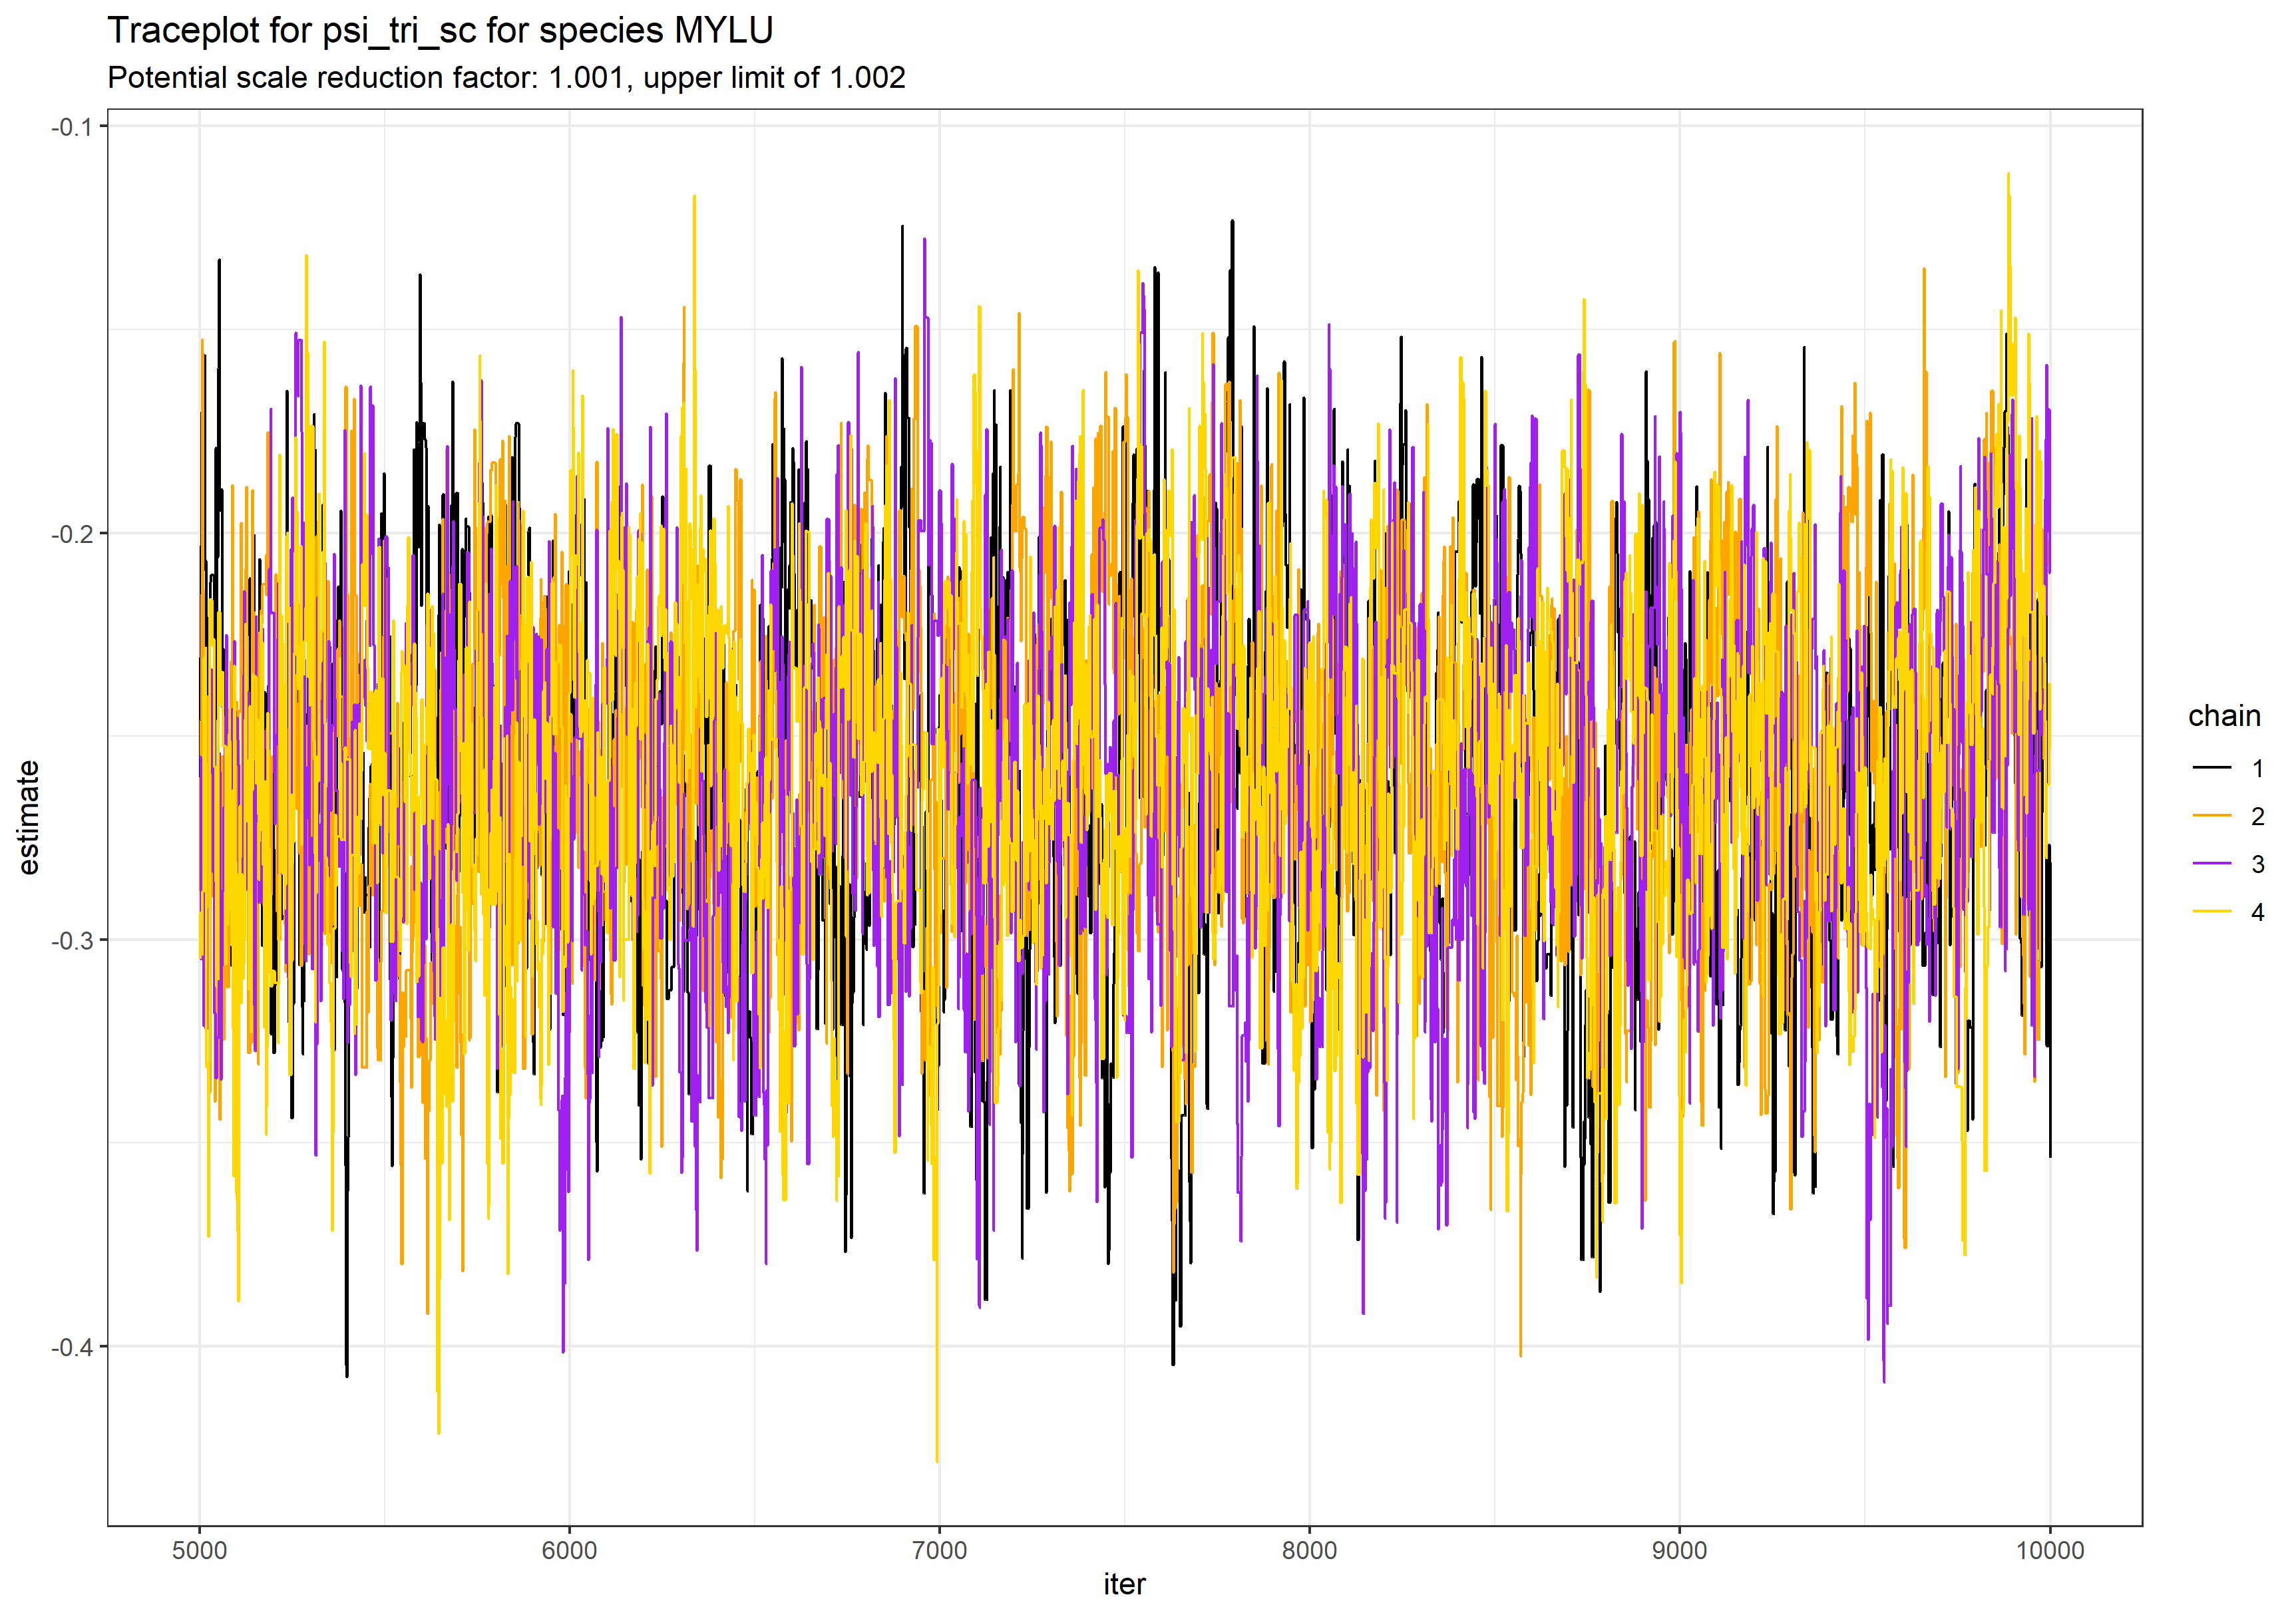 Traceplot for psi_tri_sc for species MYLU
Potential scale reduction factor: 1.001, upper limit of 1.002
-0.1
-0.2
-0.3
-0.4
estimate
5000 6000 7000 8000 9000 10000
iter
chain
1
2
3
4